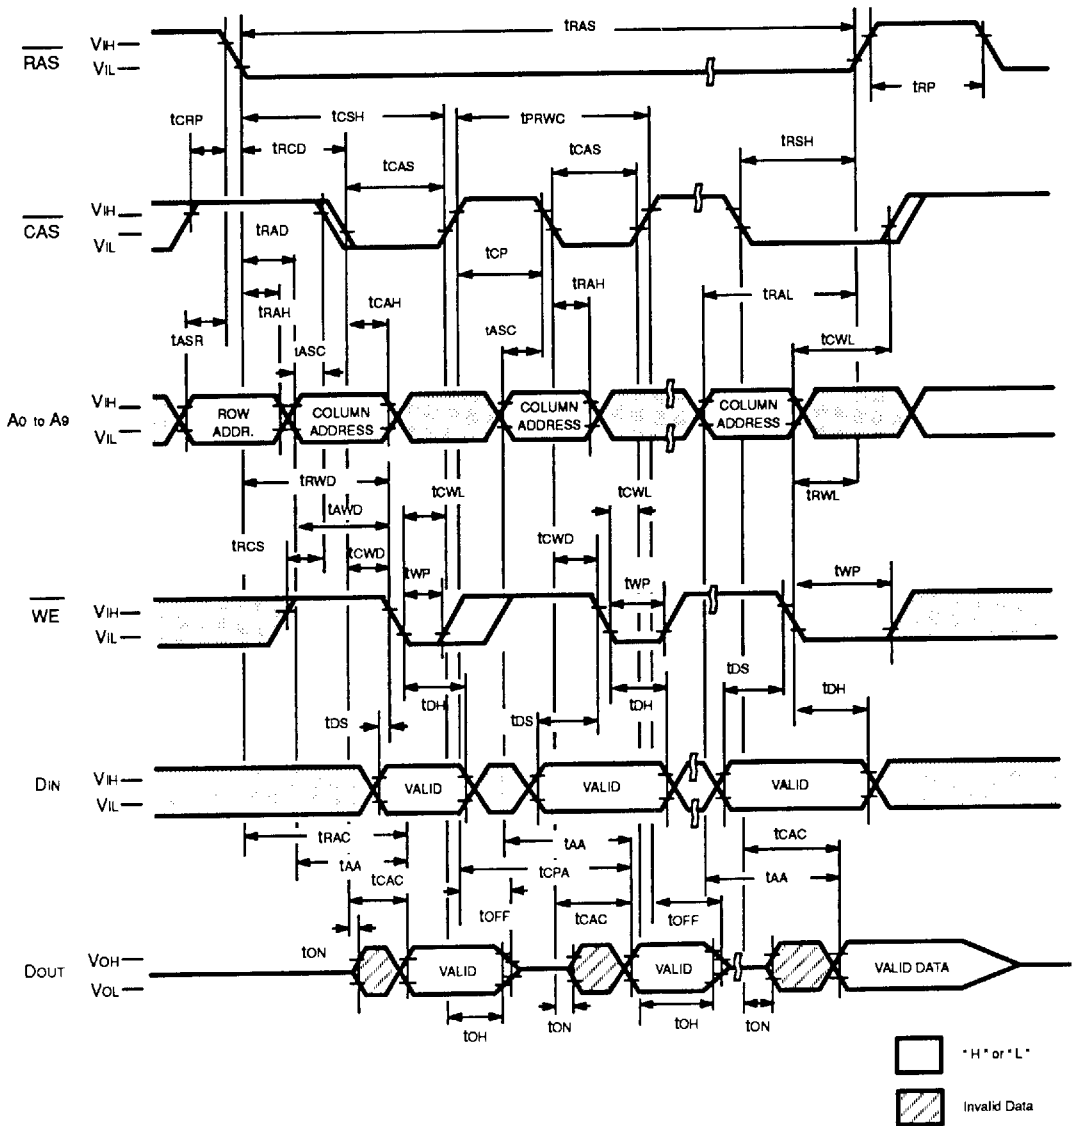 tRAS
RAS
VIH
VIL
tRP
tCRP
tCSH
tPRWC
tRCD
tRSH
tCAS
tCAS
CAS
VIH
VIL
tRAD
tCP
tRAH
tCAH
tRAH
tRAL
tASR
tASC
tASC
tCWL
A0 to A9
VIH
VIL
ROW
ADDR.
COLUMN
ADDRESS
COLUMN
ADDRESS
COLUMN
ADDRESS
tRWD
tCWL
tCWL
tRWL
tAWD
tRCS
tCWD
tCWD
tWP
tWP
tWP
WE
VIH
VIL
tDS
tDH
tDH
tDH
tDS
tDS
DIN
VIH
VIL
VALID
VALID
VALID
tRAC
tAA
tCAC
tAA
tCPA
tAA
tCAC
tOFF
tCAC
tOFF
tON
DOUT
VOH
VOL
VALID
VALID
VALID DATA
tOH
tON
tOH
tON
"H" or "L"
Invalid Data